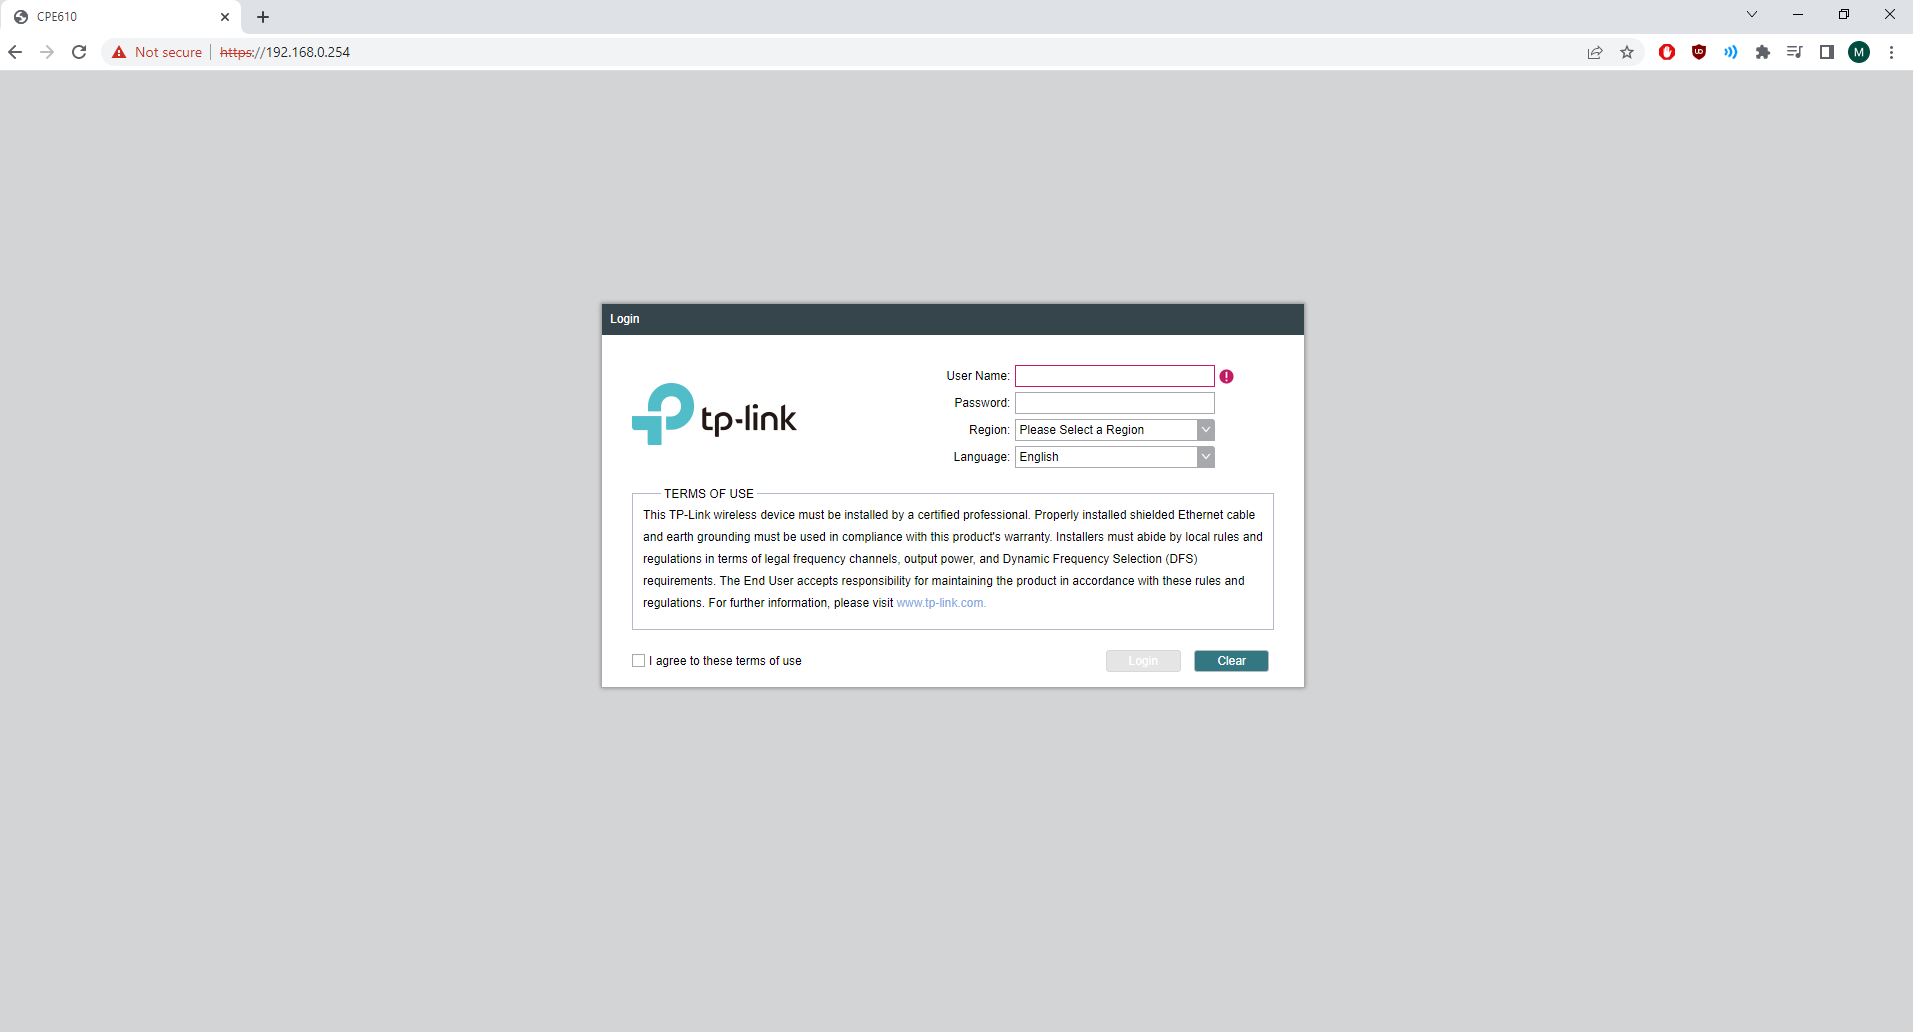 CPE610
Not secure https://192.168.0.254
M
Login
User Name:
Password:
Region: Please Select a Region
Language: English
tp-link
TERMS OF USE
This TP-Link wireless device must be installed by a certified professional. Properly installed shielded Ethernet cable
and earth grounding must be used in compliance with this product's warranty. Installers must abide by local rules and
regulations in terms of legal frequency channels, output power, and Dynamic Frequency Selection (DFS)
requirements. The End User accepts responsibility for maintaining the product in accordance with these rules and
regulations. For further information, please visit www.tp-link.com.
I agree to these terms of use
Login Clear